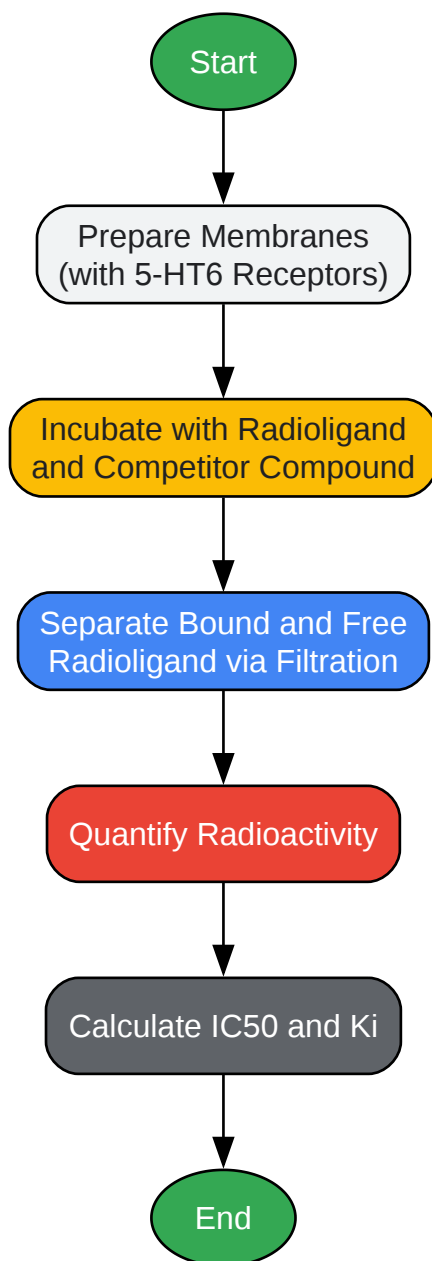 Start
Prepare Membranes
(with 5-HT6 Receptors)
Incubate with Radioligand
and Competitor Compound
Separate Bound and Free
Radioligand via Filtration
Quantify Radioactivity
Calculate IC50 and Ki
End